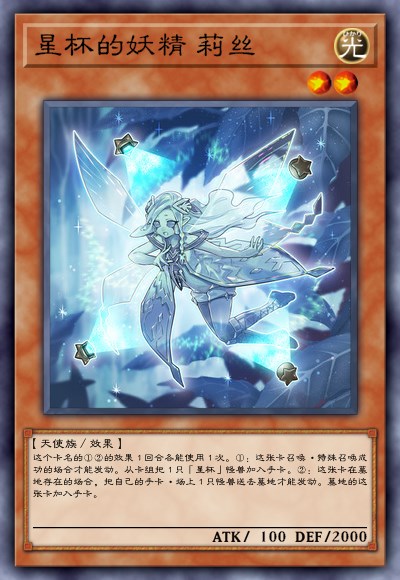 星杯的妖精 莉丝
光
ひかり
【天使族／效果】
这个卡名的①②的效果1回合各能使用1次。①：这张卡召唤·特殊召唤成
功的场合才能发动。从卡组把1只「星杯」怪兽加入手卡。②：这张卡在墓
地存在的场合，把自己的手卡·场上1只怪兽送去墓地才能发动。墓地的这
张卡加入手卡。
ATK/ 100 DEF/2000